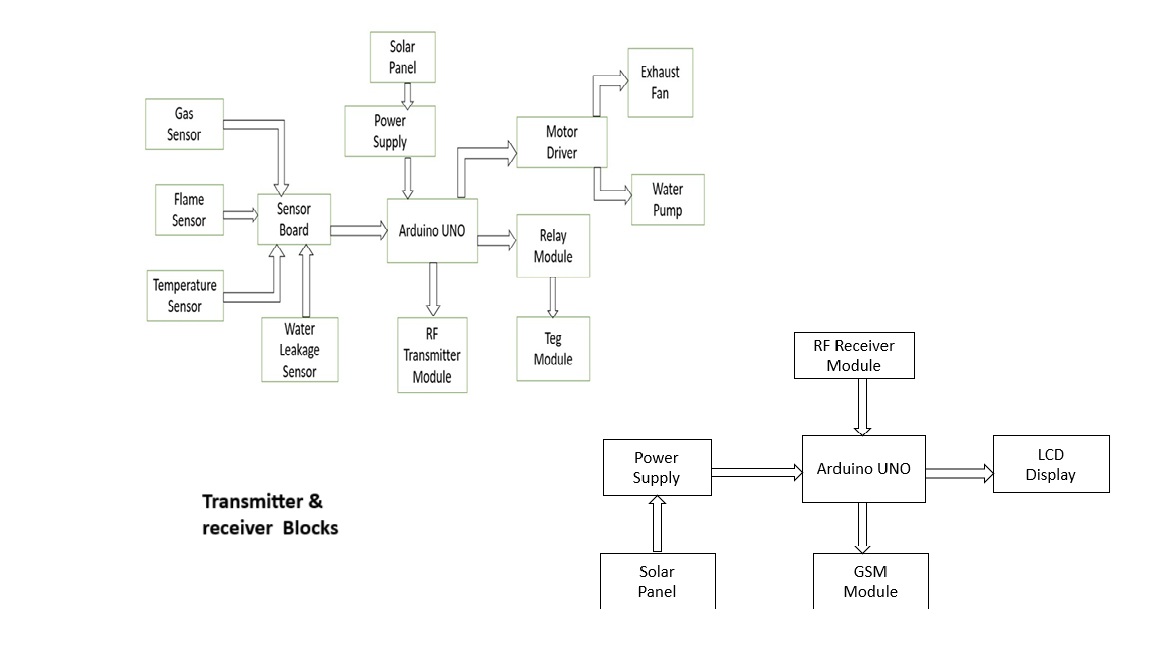 Solar
Panel
Exhaust
Fan
Gas
Sensor
Power
Supply
Motor
Driver
Flame
Sensor
Water
Pump
Sensor
Board
Arduino UNO
Relay
Module
Temperature
Sensor
Water
Leakage
Sensor
RF
Transmitter
Module
Teg
Module
RF Receiver
Module
Power
Supply
Arduino UNO
LCD
Display
Transmitter &
receiver Blocks
Solar
Panel
GSM
Module